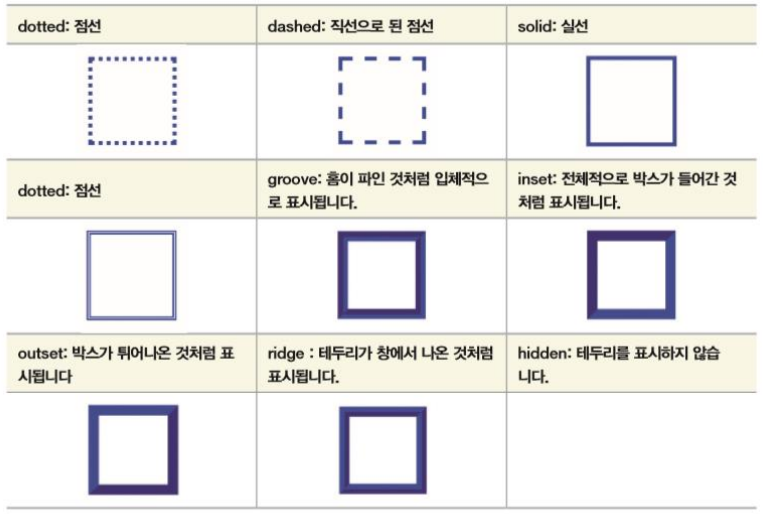 dotted: 점선
dashed: 직선으로 된 점선
solid: 실선
dotted: 점선
groove: 홈이 파인 것처럼 입체적으
로 표시됩니다.
inset: 전체적으로 박스가 들어간 것
처럼 표시됩니다.
outset: 박스가 튀어나온 것처럼 표
시됩니다
ridge : 테두리가 창에서 나온 것처럼
표시됩니다.
hidden: 테두리를 표시하지 않습
니다.